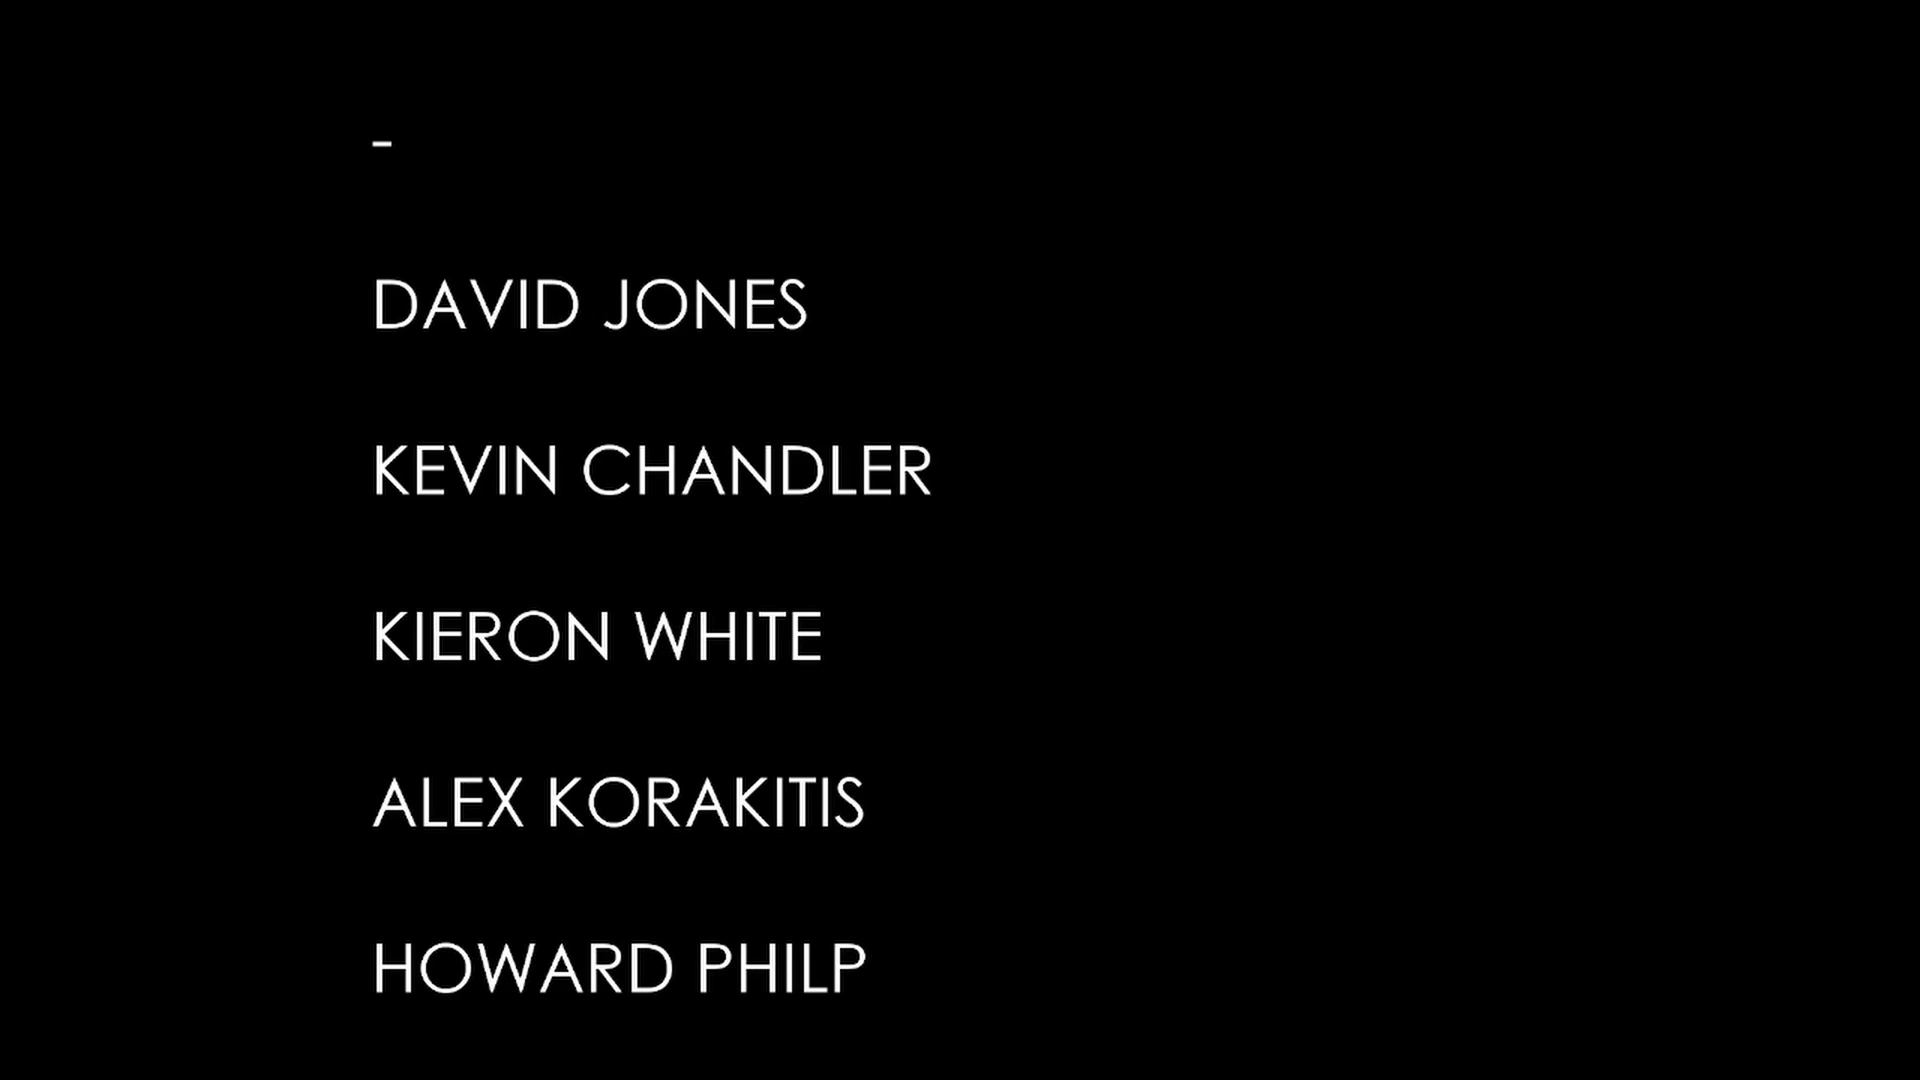 -
DAVID JONES
KEVIN CHANDLER
KIERON WHITE
ALEX KORAKITIS
HOWARD PHILP